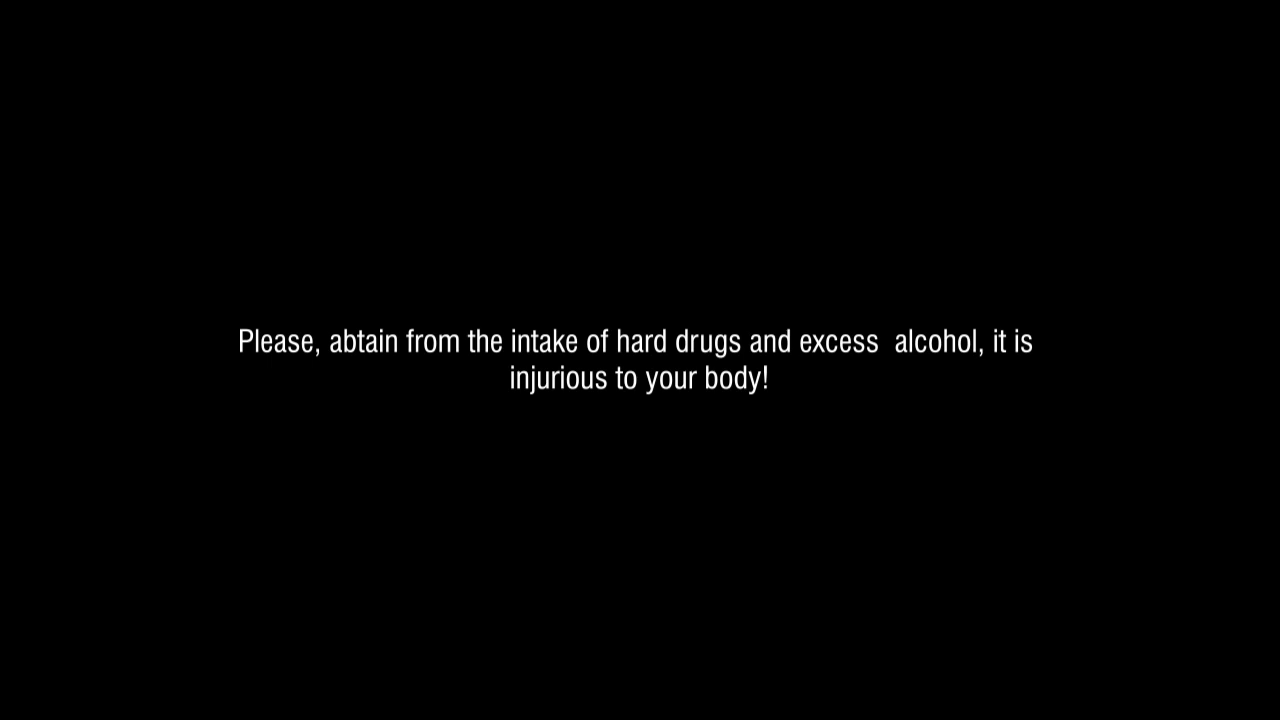 Please, abtain from the intake of hard drugs and excess  alcohol, it is
injurious to your body!